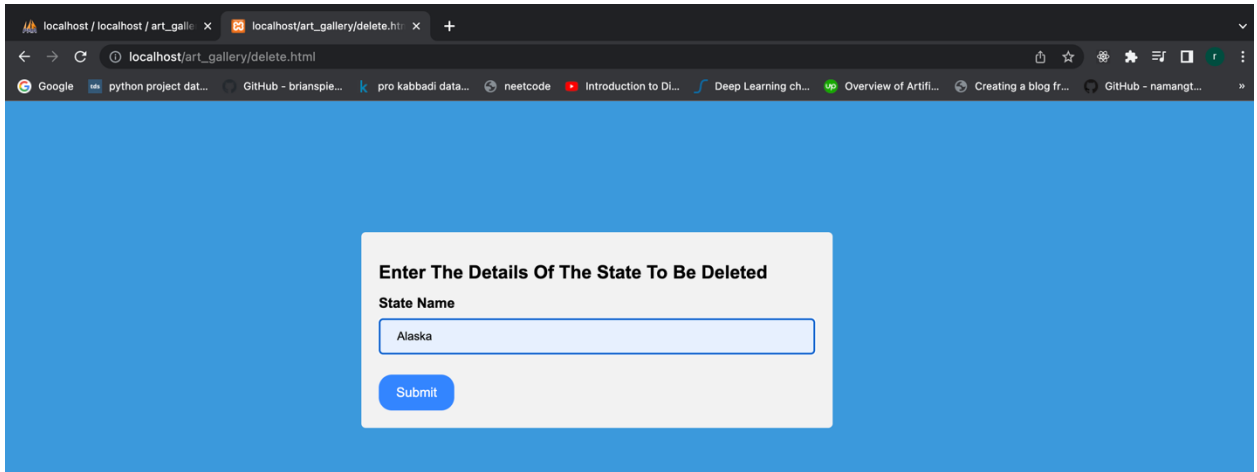 localhost / localhost / art_galle
localhost/art_gallery/delete.htm
localhost/art_gallery/delete.html
r
Google
tds
python project dat...
GitHub - brianspie...
k
pro kabbadi data...
neetcode
Introduction to Di...
Deep Learning ch...
up
Overview of Artifi...
Creating a blog fr...
GitHub - namangt...
»
Enter The Details Of The State To Be Deleted
State Name
Alaska
Submit